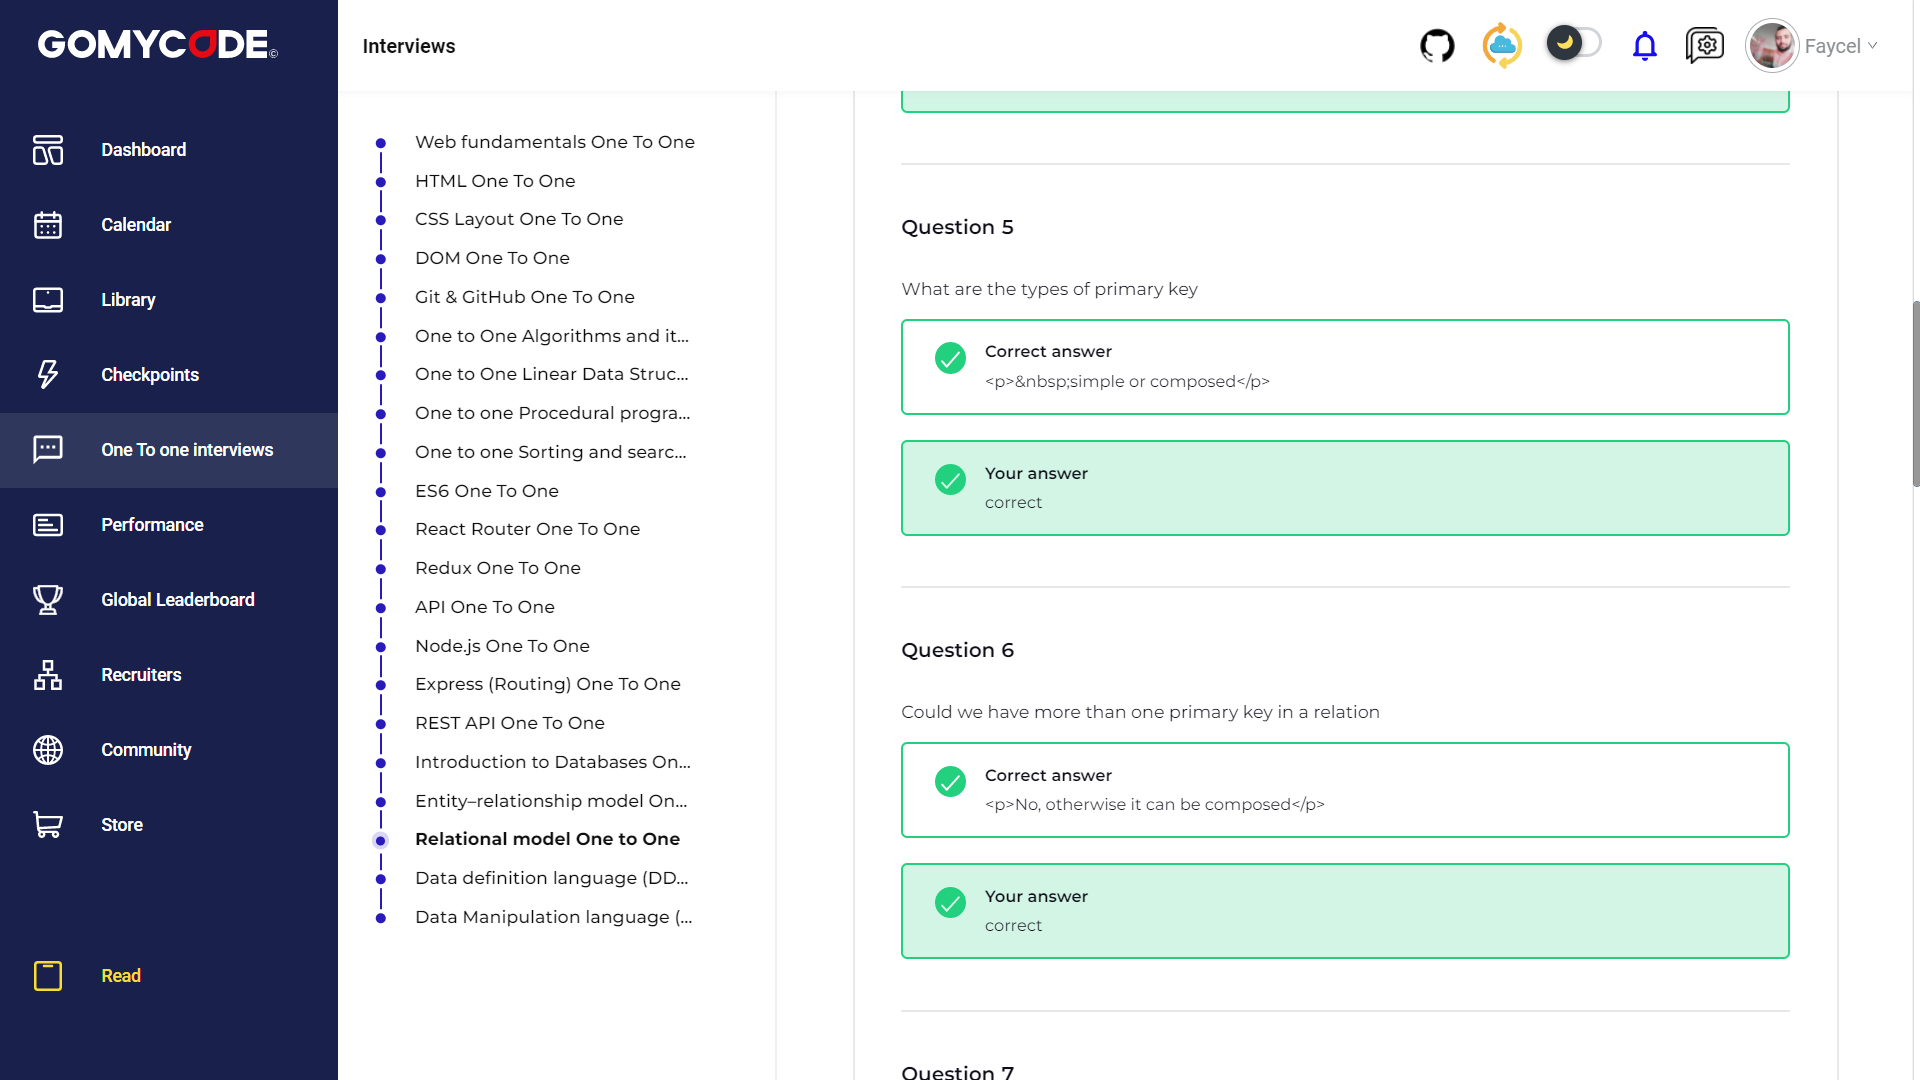 GOMYCODE©
Interviews
Faycel
Dashboard
Calendar
Library
Checkpoints
One To one interviews
Performance
Global Leaderboard
Recruiters
Community
Store
Read
Web fundamentals One To One
HTML One To One
CSS Layout One To One
DOM One To One
Git & GitHub One To One
One to One Algorithms and it...
One to One Linear Data Struc...
One to one Procedural progra...
One to one Sorting and searc...
ES6 One To One
React Router One To One
Redux One To One
API One To One
Node.js One To One
Express (Routing) One To One
REST API One To One
Introduction to Databases On...
Entity–relationship model On...
Relational model One to One
Data definition language (DD...
Data Manipulation language (...
Question 5
What are the types of primary key
Correct answer
<p>&nbsp;simple or composed</p>
Your answer
correct
Question 6
Could we have more than one primary key in a relation
Correct answer
<p>No, otherwise it can be composed</p>
Your answer
correct
Question 7